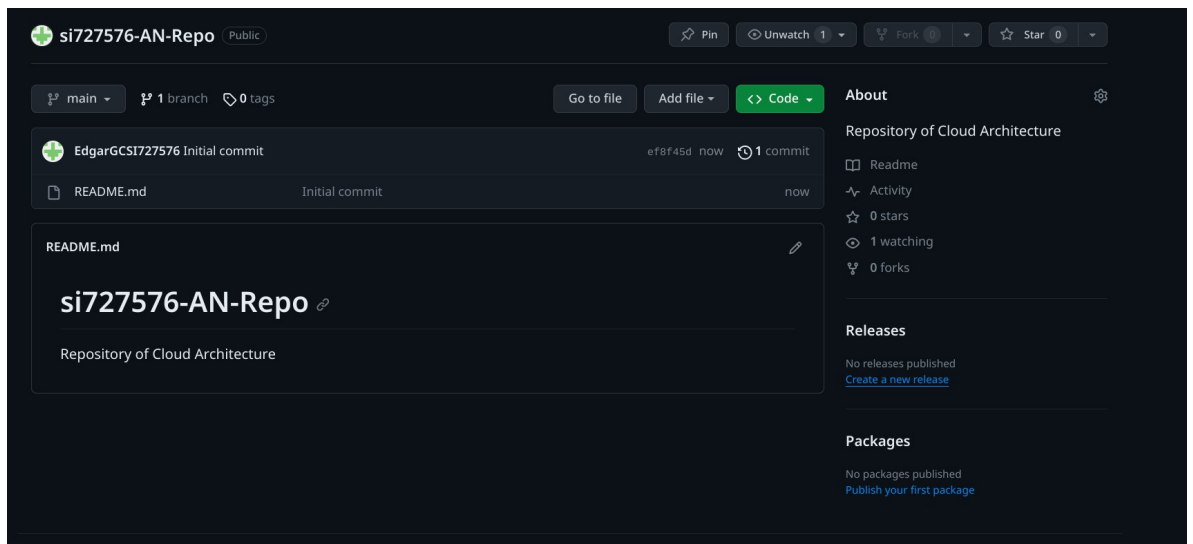 si727576-AN-Repo Public Pin Unwatch 1 Fork 0 Star 0
main 1 branch 0 tags Go to file Add file Code
EdgarGCSI727576 Initial commit ef8f45d now 1 commit
README.md Initial commit now
README.md
si727576-AN-Repo
Repository of Cloud Architecture
About
Repository of Cloud Architecture
Readme
Activity
0 stars
1 watching
0 forks
Releases
No releases published
Create a new release
Packages
No packages published
Publish your first package